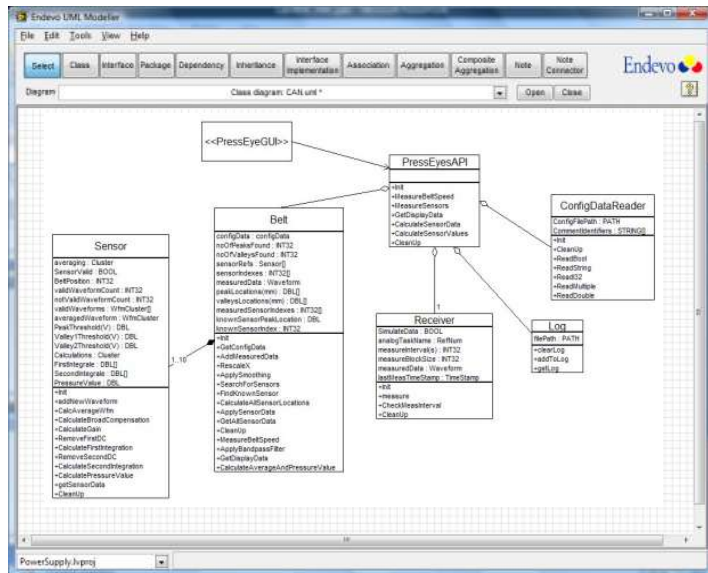 Endevo UML Modeller
File Edit Tools View Help
Select Class Interface Package Dependency Inheritance Interface Implementation Association Aggregation Composite Aggregation Note Note Connector
Endevo
Diagram Class diagram: CAN.uml * Open Close
<<PressEyeGUI>>
PressEyesAPI
+Init
+MeasureBeltSpeed
+MeasureSensors
+GetDisplayData
+CalculateSensorData
+CalculateSensorValues
+CleanUp
ConfigDataReader
ConfigFilePath : PATH
CommentIdentifiers : STRING[]
+Init
+CleanUp
+ReadBool
+ReadString
+Read32
+ReadMultiple
+ReadDouble
Belt
configData : configData
noOfPeaksFound : INT32
noOfValleysFound : INT32
sensorRefs : Sensor[]
sensorIndexes : INT32[]
measuredData : Waveform
peakLocations(mm) : DBL[]
valleysLocations(mm) : DBL[]
measuredSensorIndexes : INT32[]
knownSensorPeakLocation : DBL
knownSensorIndex : INT32
+Init
+GetConfigData
+AddMeasuredData
+RescaleX
+ApplySmoothing
+SearchForSensors
+FindKnownSensor
+CalculateAllSensorLocations
+ApplySensorData
+GetAllSensorData
+CleanUp
+MeasureBeltSpeed
+ApplyBandpassFilter
+GetDisplayData
+CalculateAverageAndPressureValue
Sensor
averaging : Cluster
SensorValid : BOOL
BeltPosition : INT32
validWaveformCount : INT32
notValidWaveformCount : INT32
validWaveforms : WfmCluster[]
averagedWaveform : WfmCluster
PeakThreshold(V) : DBL
Valley1Threshold(V) : DBL
Valley2Threshold(V) : DBL
Calculations : Cluster
FirstIntegrale : DBL[]
SecondIntegrale : DBL[]
PressureValue : DBL
+Init
+addNewWaveform
+CalcAverageWfm
+CalculateBroadCompensation
+CalculateGain
+RemoveFirstDC
+CalculateFirstIntegration
+RemoveSecondDC
+CalculateSecondIntegration
+CalculatePressureValue
+getSensorData
+CleanUp
1..10
1
Receiver
SimulateData : BOOL
analogTaskName : RefNum
measureInterval(s) : INT32
measureBlockSize : INT32
measuredData : Waveform
lastMeasTimeStamp : TimeStamp
+Init
+measure
+CheckMeasInterval
+CleanUp
Log
filePath : PATH
+clearLog
+addToLog
+getLog
PowerSupply.lvproj